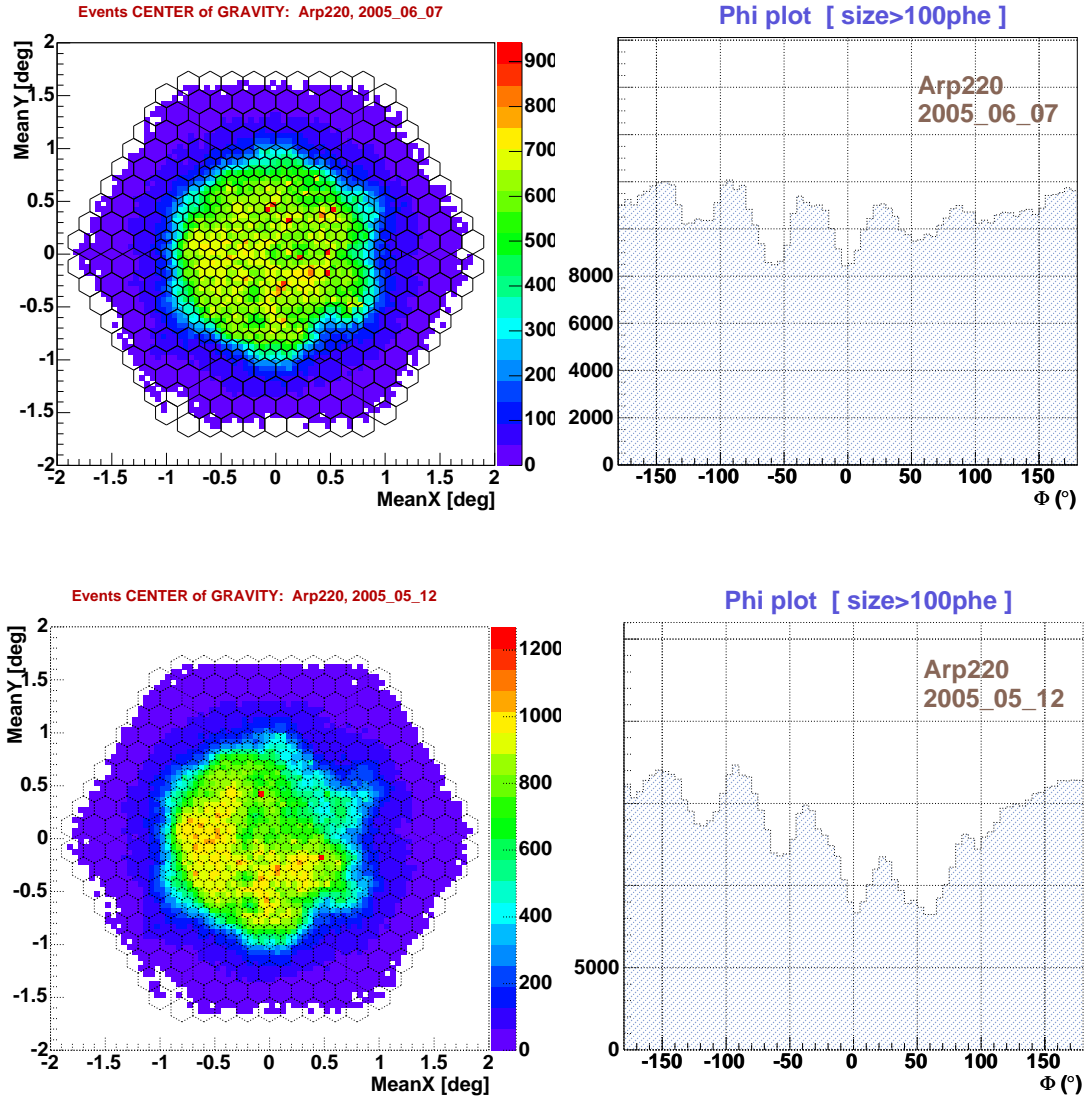 Events CENTER of GRAVITY: Arp220, 2005_06_07
Phi plot [ size>100phe ]
MeanY [deg]
2
1.5
1
0.5
0
-0.5
-1
-1.5
-2
-2 -1.5 -1 -0.5 0 0.5 1 1.5 2
MeanX [deg]
900
800
700
600
500
400
300
200
100
0
Arp220
2005_06_07
8000
6000
4000
2000
0
-150 -100 -50 0 50 100 150
Φ (°)
Events CENTER of GRAVITY: Arp220, 2005_05_12
Phi plot [ size>100phe ]
MeanY [deg]
2
1.5
1
0.5
0
-0.5
-1
-1.5
-2
-2 -1.5 -1 -0.5 0 0.5 1 1.5 2
MeanX [deg]
1200
1000
800
600
400
200
0
Arp220
2005_05_12
5000
0
-150 -100 -50 0 50 100 150
Φ (°)